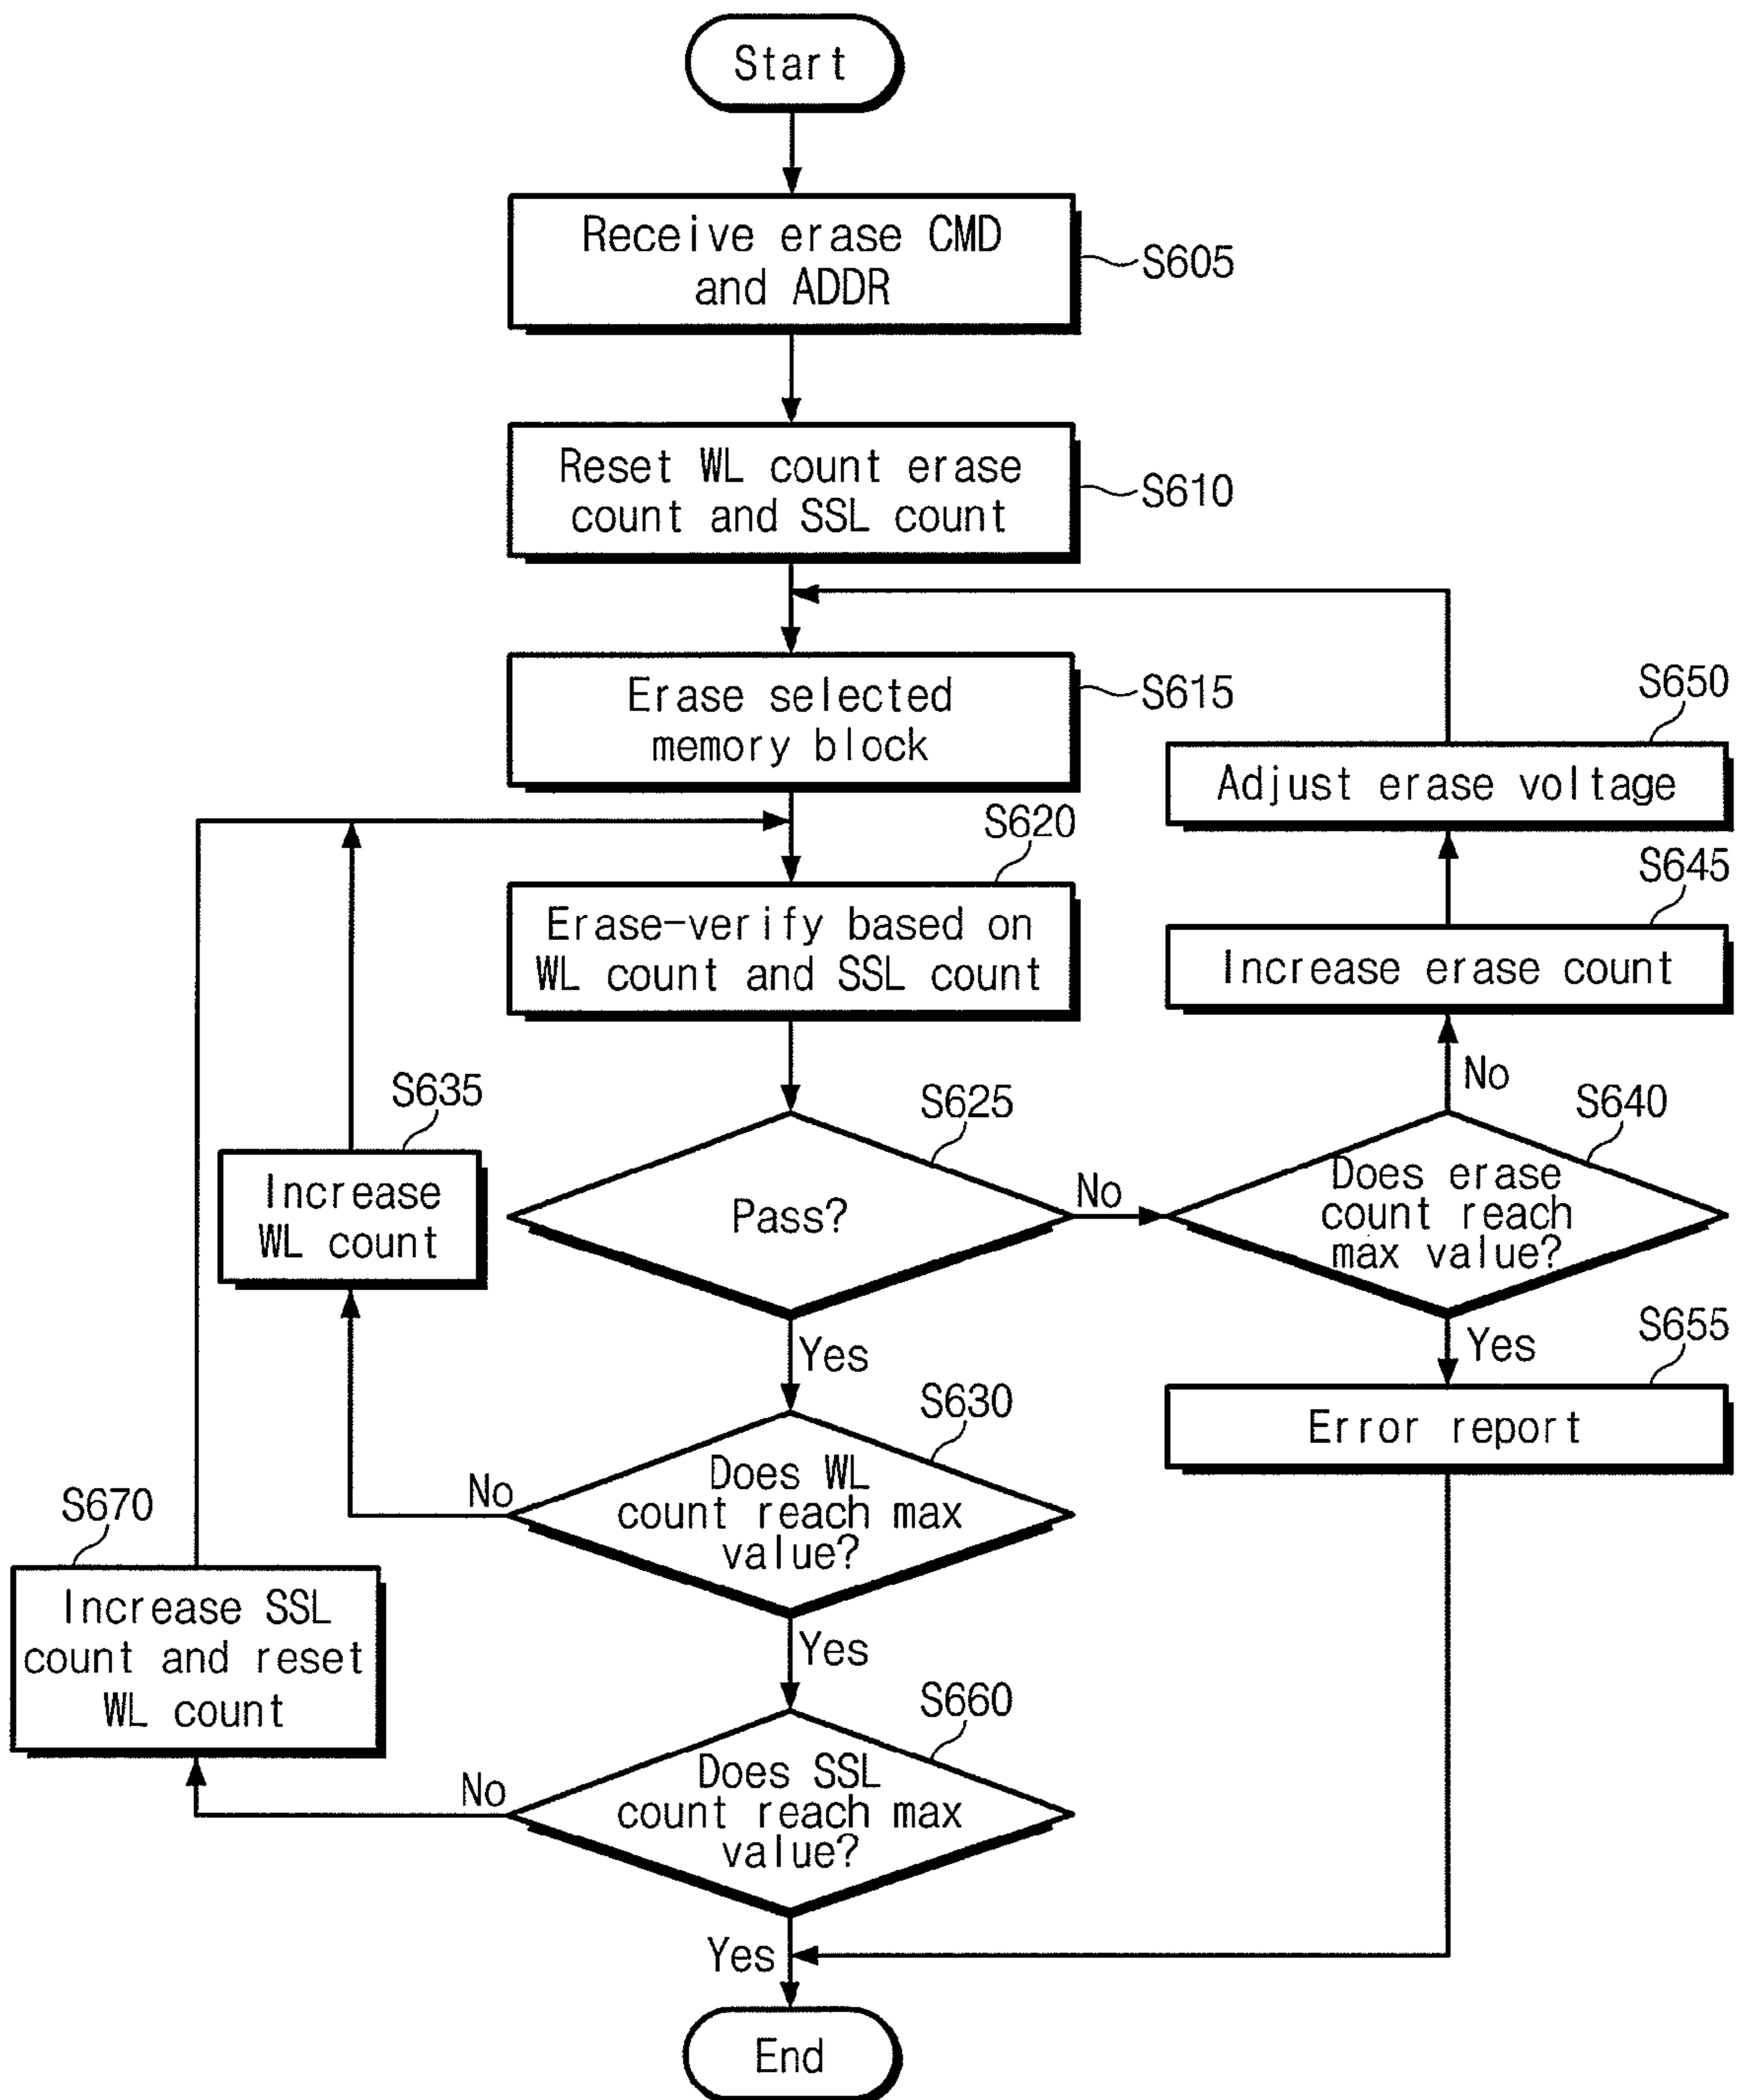 Start
Receive erase CMD
and ADDR
S605
Reset WL count erase
count and SSL count
S610
Erase selected
memory block
S615
S650
Adjust erase voltage
S620
Erase-verify based on
WL count and SSL count
S645
Increase erase count
No
S635
Increase
WL count
S625
Pass?
No
S640
Does erase
count reach
max value?
Yes
Yes
S655
Error report
S630
Does WL
count reach max
value?
No
S670
Increase SSL
count and reset
WL count
Yes
S660
Does SSL
count reach max
value?
No
Yes
End